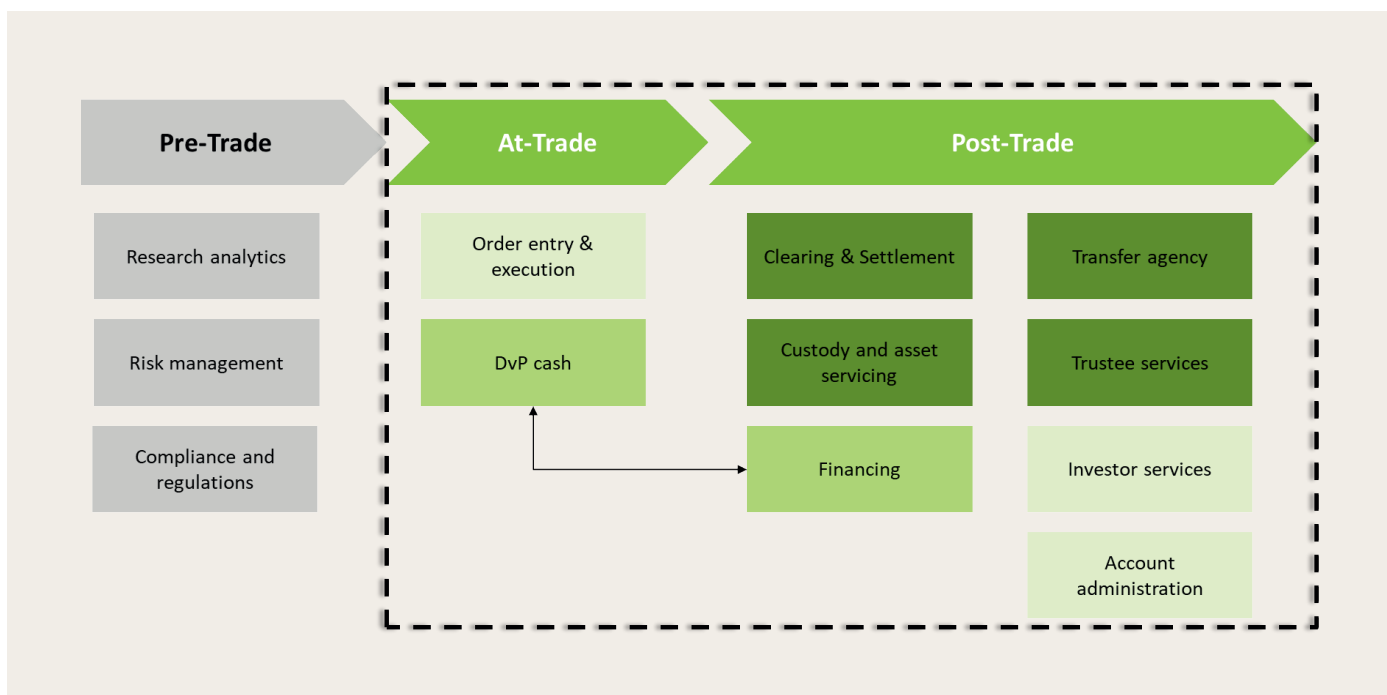 Pre-Trade
At-Trade
Post-Trade
Research analytics
Risk management
Compliance and
regulations
Order entry &
execution
DvP cash
Clearing & Settlement
Custody and asset
servicing
Financing
Transfer agency
Trustee services
Investor services
Account
administration